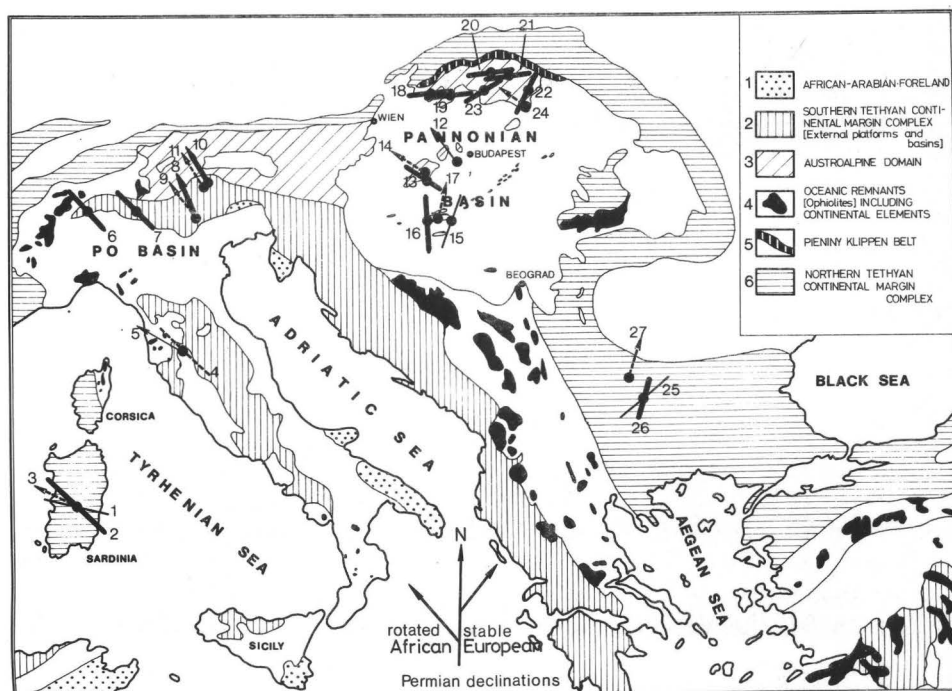 20
21
18
19
23
22
24
WIEN
12
PANNONIAN
BUDAPEST
14
13
17
BASIN
16
15
11
10
8
9
6
7
PO BASIN
BEOGRAD
5
4
ADRIATIC
SEA
27
25
26
BLACK SEA
CORSICA
TYRHENIAN SEA
3
1
2
SARDINIA
AEGEAN
SEA
N
rotated stable
African European
SICILY
Permian declinations
1 AFRICAN-ARABIAN-FORELAND
2 SOUTHERN TETHYAN CONTI-
NENTAL MARGIN COMPLEX
[External platforms and
basins]
3 AUSTROALPINE DOMAIN
4 OCEANIC REMNANTS
[Ophiolites] INCLUDING
CONTINENTAL ELEMENTS
5 PIENINY KLIPPEN BELT
6 NORTHERN TETHYAN
CONTINENTAL MARGIN
COMPLEX